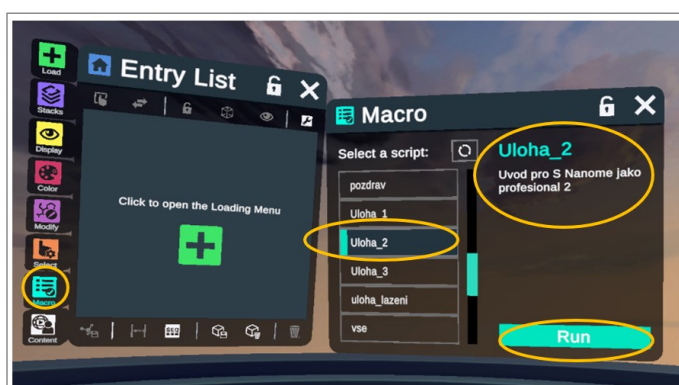 Load
Stacks
Display
Color
Modify
Select
Macro
Content
Entry List
Click to open the Loading Menu
SEQ
Macro
Select a script:
pozdrav
Uloha_1
Uloha_2
Uloha_3
uloha_lazeni
vse
Uloha_2
Uvod pro S Nanome jako
profesional 2
Run